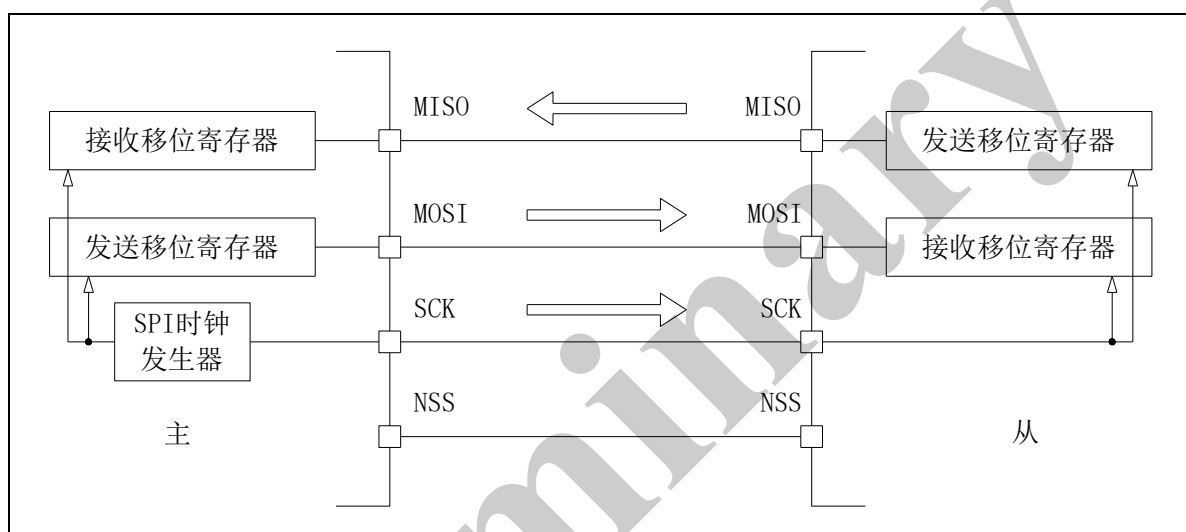 MISO
MISO
接收移位寄存器
发送移位寄存器
MOSI
MOSI
发送移位寄存器
接收移位寄存器
SCK
SCK
SPI时钟
发生器
NSS
NSS
主
从
minary